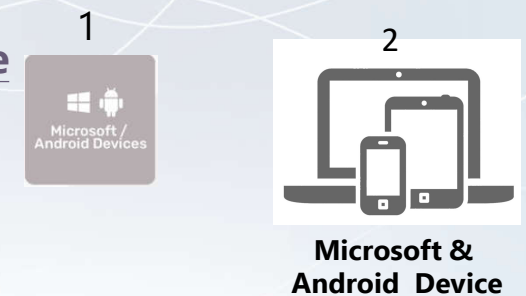 1
2
e
Microsoft /
Android Devices
Microsoft &
Android Device